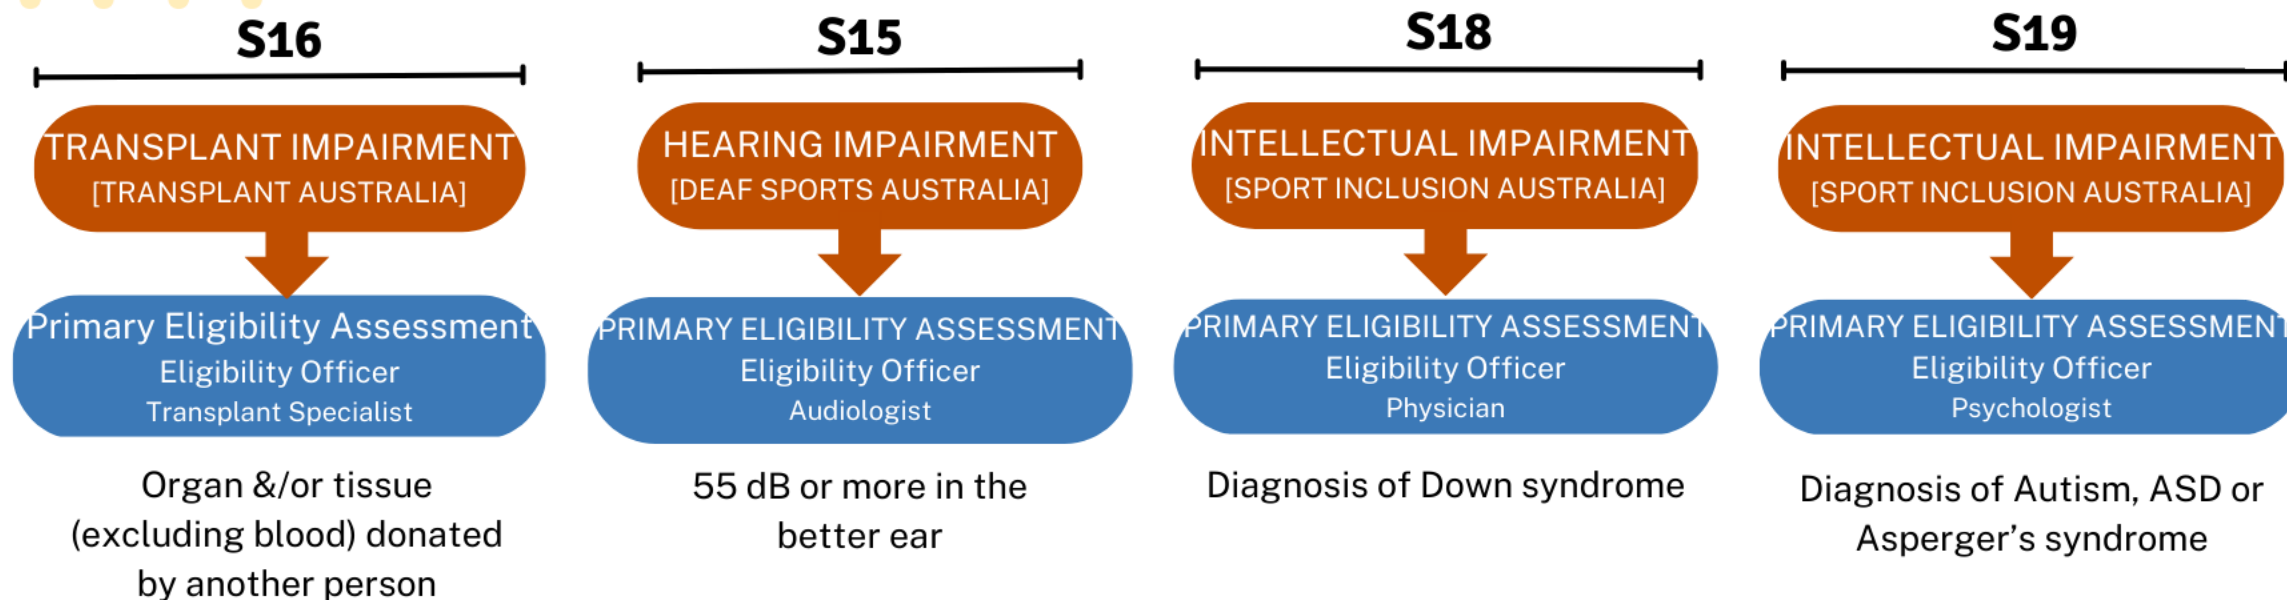 S16
TRANSPLANT IMPAIRMENT
[TRANSPLANT AUSTRALIA]
Primary Eligibility Assessment
Eligibility Officer
Transplant Specialist
Organ &/or tissue
(excluding blood) donated
by another person
S15
HEARING IMPAIRMENT
[DEAF SPORTS AUSTRALIA]
PRIMARY ELIGIBILITY ASSESSMENT
Eligibility Officer
Audiologist
55 dB or more in the
better ear
S18
INTELLECTUAL IMPAIRMENT
[SPORT INCLUSION AUSTRALIA]
PRIMARY ELIGIBILITY ASSESSMENT
Eligibility Officer
Physician
Diagnosis of Down syndrome
S19
INTELLECTUAL IMPAIRMENT
[SPORT INCLUSION AUSTRALIA]
PRIMARY ELIGIBILITY ASSESSMENT
Eligibility Officer
Psychologist
Diagnosis of Autism, ASD or
Asperger’s syndrome